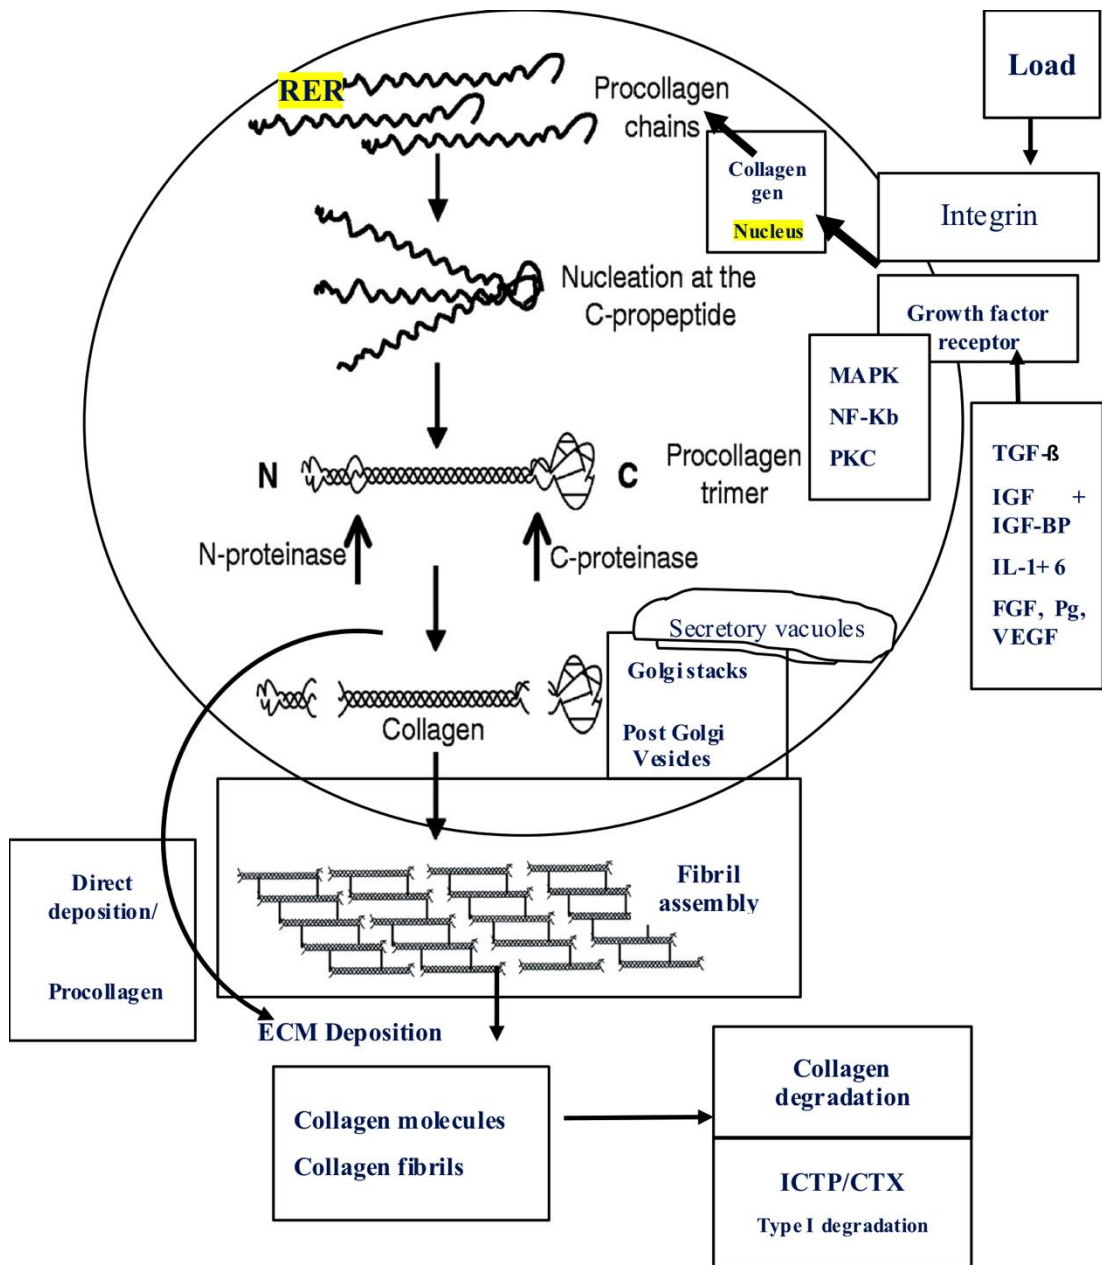 Load
RER
Procollagen
chains
Collagen
gen
Nucleus
Integrin
Nucleation at the
C-propeptide
Growth factor
receptor
MAPK
NF-Kb
PKC
TGF-ß
IGF +
IGF-BP
IL-1+ 6
FGF, Pg,
VEGF
N
C
Procollagen
trimer
N-proteinase
C-proteinase
Secretory vacuoles
Golgi stacks
Post Golgi
Vesicles
Collagen
Direct
deposition/
Procollagen
Fibril
assembly
ECM Deposition
Collagen molecules
Collagen fibrils
Collagen
degradation
ICTP/CTX
Type I degradation